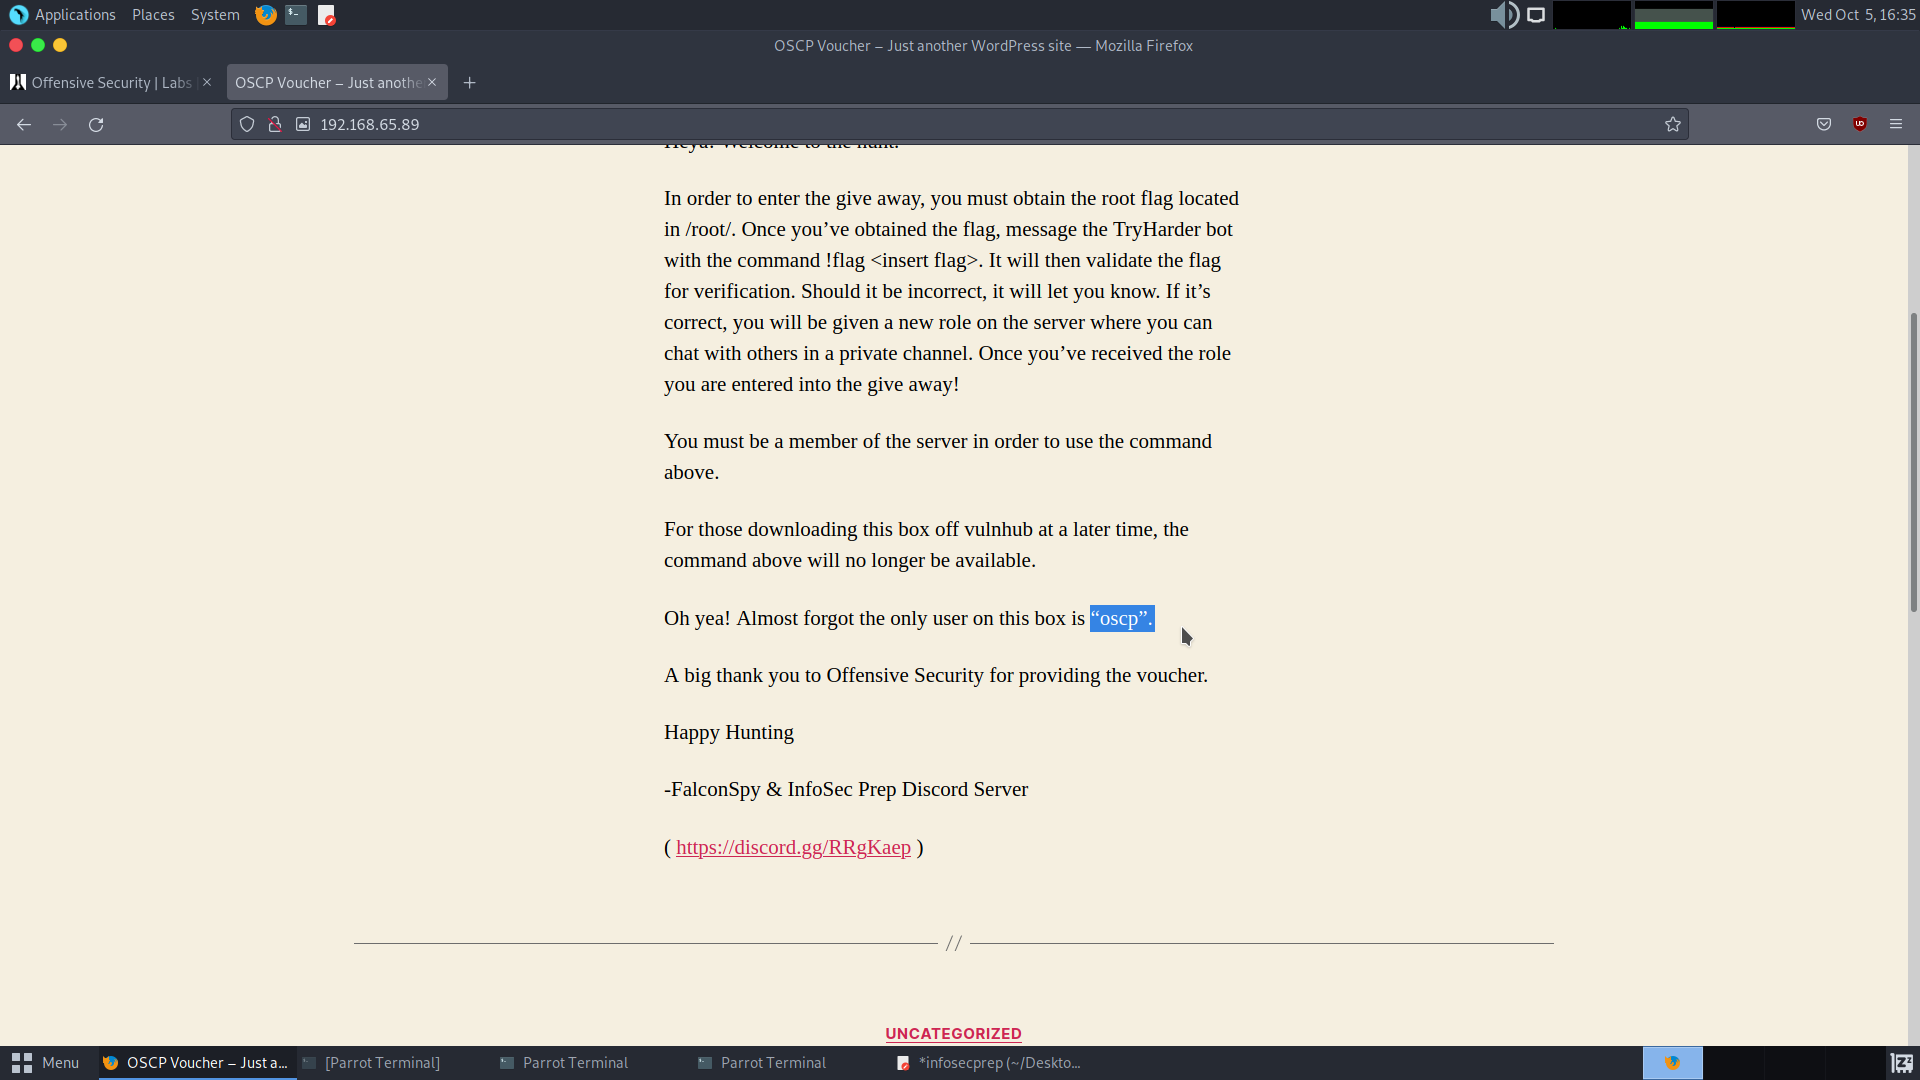 Applications Places System Wed Oct 5, 16:35
OSCP Voucher – Just another WordPress site — Mozilla Firefox
Offensive Security | Labs OSCP Voucher – Just anothe
192.168.65.89
Heya! Welcome to the hunt.
In order to enter the give away, you must obtain the root flag located
in /root/. Once you’ve obtained the flag, message the TryHarder bot
with the command !flag <insert flag>. It will then validate the flag
for verification. Should it be incorrect, it will let you know. If it’s
correct, you will be given a new role on the server where you can
chat with others in a private channel. Once you’ve received the role
you are entered into the give away!
You must be a member of the server in order to use the command
above.
For those downloading this box off vulnhub at a later time, the
command above will no longer be available.
Oh yea! Almost forgot the only user on this box is “oscp”.
A big thank you to Offensive Security for providing the voucher.
Happy Hunting
-FalconSpy & InfoSec Prep Discord Server
( https://discord.gg/RRgKaep )
//
UNCATEGORIZED
Menu OSCP Voucher – Just a... [Parrot Terminal] Parrot Terminal Parrot Terminal *infosecprep (~/Deskto...